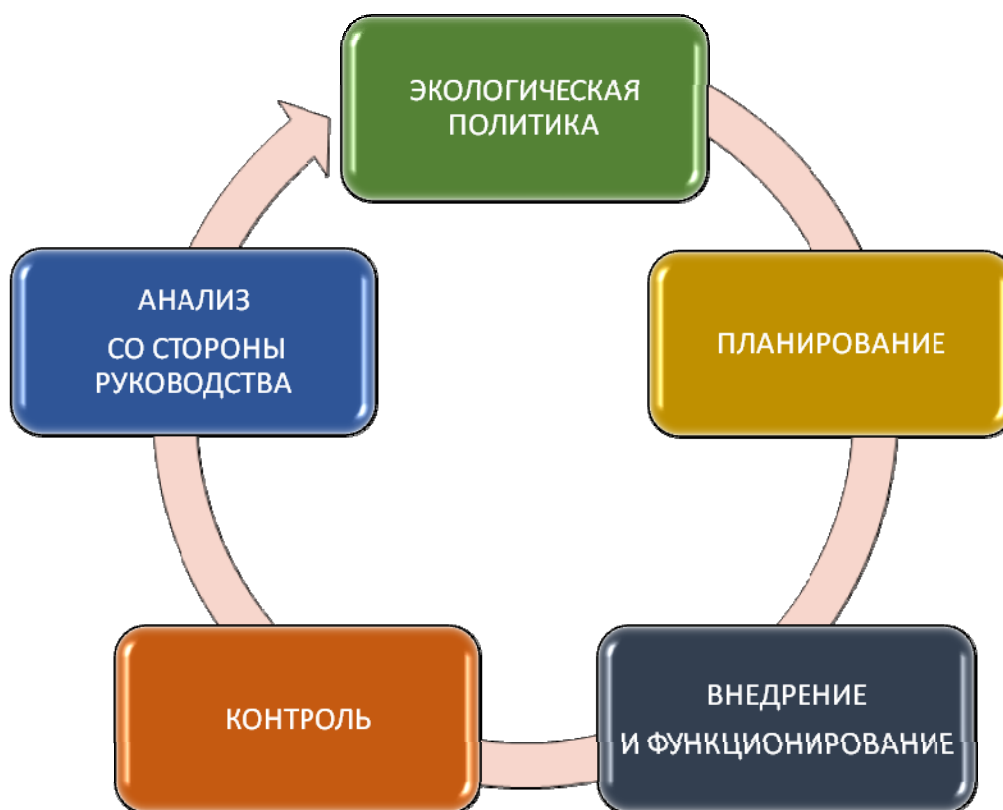 ЭКОЛОГИЧЕСКАЯ
ПОЛИТИКА
ПЛАНИРОВАНИЕ
ВНЕДРЕНИЕ
И ФУНКЦИОНИРОВАНИЕ
КОНТРОЛЬ
АНАЛИЗ
СО СТОРОНЫ
РУКОВОДСТВА